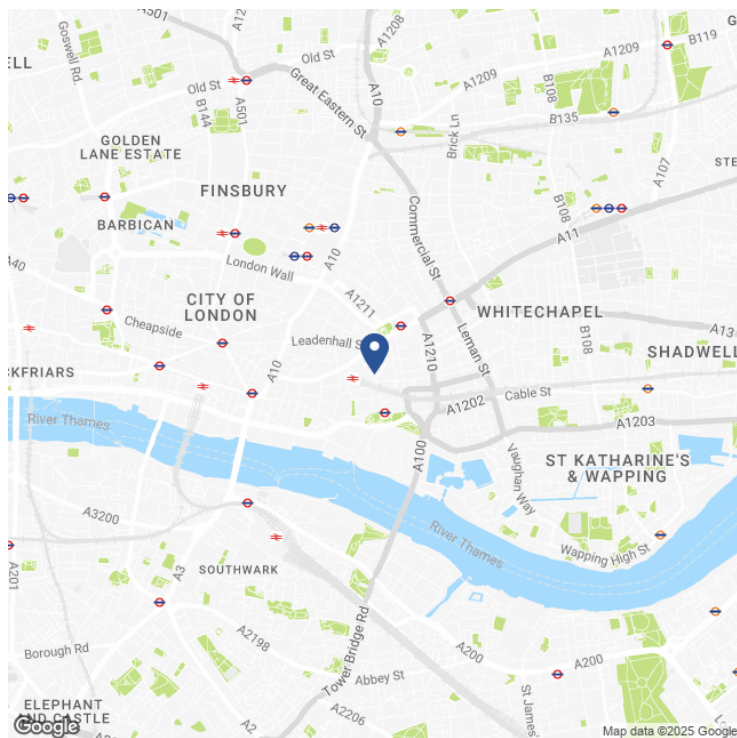 A501
A12
A1208
B119
G
Goswell Rd.
Old St
A1209
ELL
Great Eastern St
A10
Old St
A1209
B108
B144
A501
B135
Brick Ln
GOLDEN
LANE ESTATE
STE
A107
FINSBURY
Commercial St
B108
BARBICAN
A11
A10
A40
London Wall
A1211
CITY OF
LONDON
WHITECHAPEL
Cheapside
Leadenhall S
A1210
Leman St
B108
A13
SHADWELL
CKFRIARS
A10
Cable St
A1202
A1203
River Thames
A100
Vaughan Way
ST KATHARINE'S
& WAPPING
A3200
River Thames
Wapping High St
A201
A3
SOUTHWARK
Tower Bridge Rd
A2198
A200
A200
Borough Rd
Abbey St
St James'
ELEPHANT
AND CASTLE
A2
A2206
Lo
Google
Map data ©2025 Google